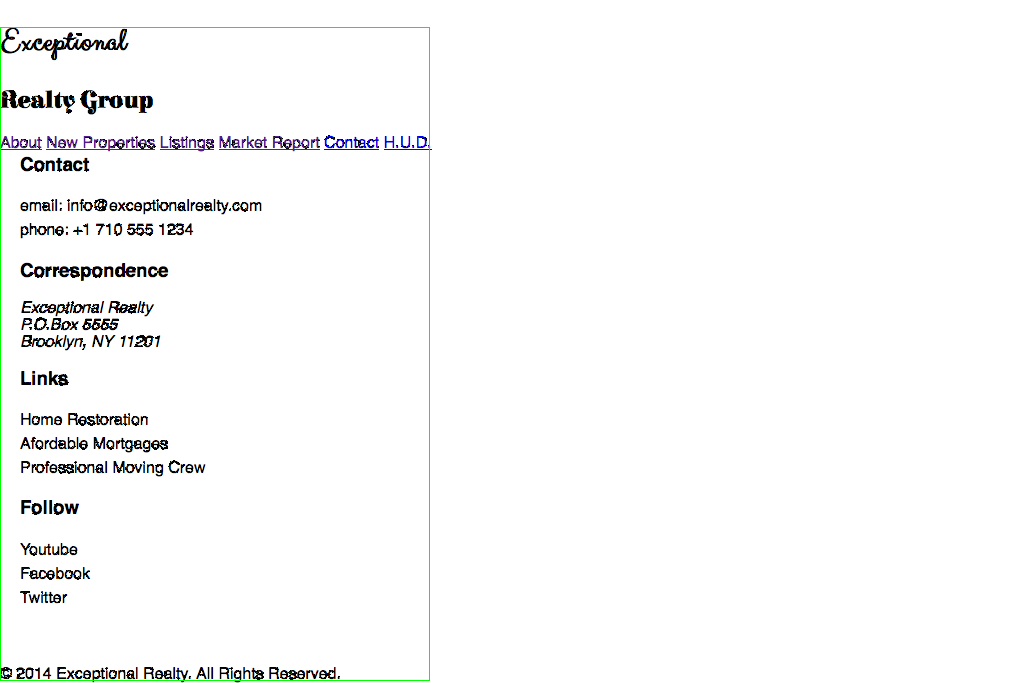 Exceptional
Realty Group
About New Properties Listings Market Report Contact H.U.D.
Contact
email: info@exceptionalrealty.com
phone: +1 710 555 1234
Correspondence
Exceptional Realty
P.O.Box 5555
Brooklyn, NY 11201
Links
Home Restoration
Afordable Mortgages
Professional Moving Crew
Follow
Youtube
Facebook
Twitter
© 2014 Exceptional Realty. All Rights Reserved.